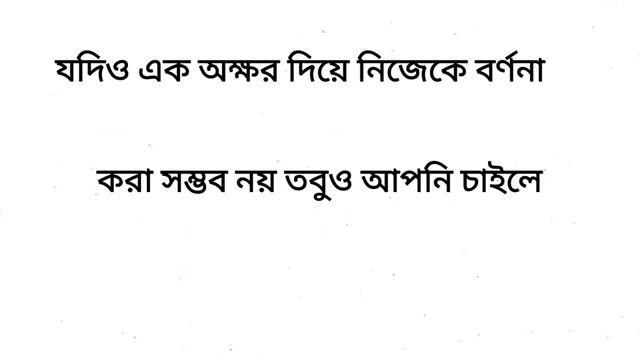 যদিও এক অক্ষর দিয়ে নিজেকে বর্ণনা
করা সম্ভব নয় তবুও আপনি চাইলে